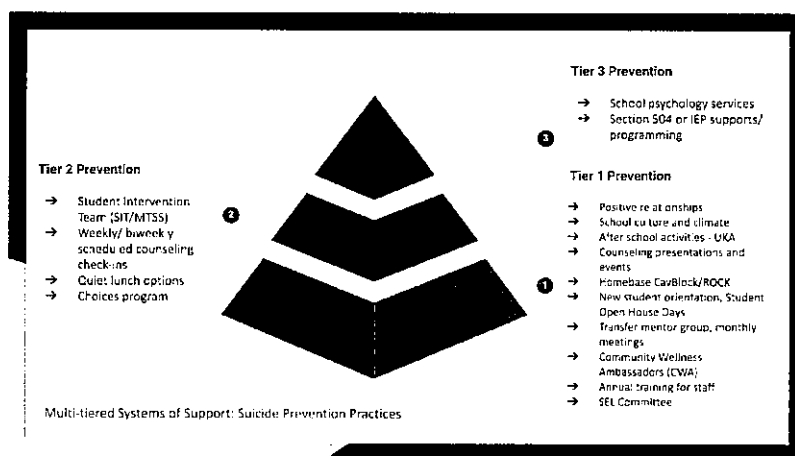 Tier 3 Prevention
→ School psychology services
→ Section 504 or IEP supports/
programming
3
Tier 2 Prevention
→ Student Intervention
Team (SIT/MTSS)
→ Weekly/ biweekly
scheduled counseling
check-ins
→ Quiet lunch options
→ Choices program
2
Tier 1 Prevention
→ Positive relationships
→ School culture and climate
→ After school activities - UKA
→ Counseling presentations and
events
→ Homebase CavBlock/ROCK
→ New student orientation, Student
Open House Days
→ Transfer mentor group, monthly
meetings
→ Community Wellness
Ambassadors (CWA)
→ Annual training for staff
→ SEL Committee
1
Multi-tiered Systems of Support: Suicide Prevention Practices